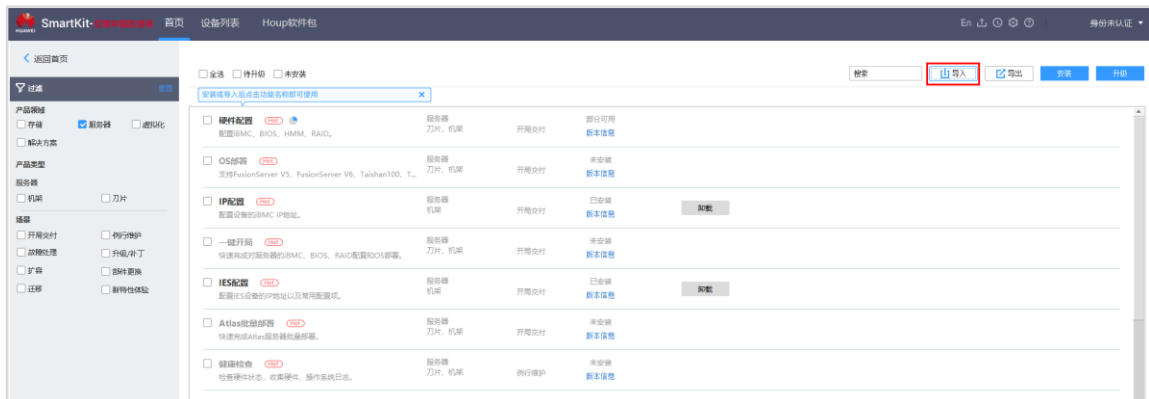 HUAWEI SmartKit- 首页 设备列表 Houp软件包 En 身份未认证
返回首页
全选 待升级 未安装 搜索 导入 导出 安装 升级
过滤
安装或导入后点击功能名称即可使用
产品领域
存储 服务器 虚拟化
解决方案
产品类型
服务器
机架 刀片
场景
开局交付 例行维护
故障处理 升级/补丁
扩容 部件更换
迁移 新特性体验
硬件配置 Hot 服务器 部分可用
配置iBMC、BIOS、HMM、RAID。 刀片、机架 开局交付 版本信息
OS部署 Hot 服务器 未安装
支持FusionServer V5、FusionServer V6、Taishan100、T... 刀片、机架 开局交付 版本信息
IP配置 Hot 服务器 已安装
配置设备的iBMC IP地址。 机架 开局交付 版本信息 卸载
一键开局 Hot 服务器 未安装
快速完成对服务器的iBMC、BIOS、RAID配置和OS部署。 刀片、机架 开局交付 版本信息
IES配置 Hot 服务器 已安装
配置IES设备的IP地址以及常用配置项。 机架 开局交付 版本信息 卸载
Atlas批量部署 Hot 服务器 未安装
快速完成Atlas服务器批量部署。 刀片、机架 开局交付 版本信息
健康检查 Hot 服务器 未安装
检查硬件状态、收集硬件、操作系统日志。 刀片、机架 例行维护 版本信息